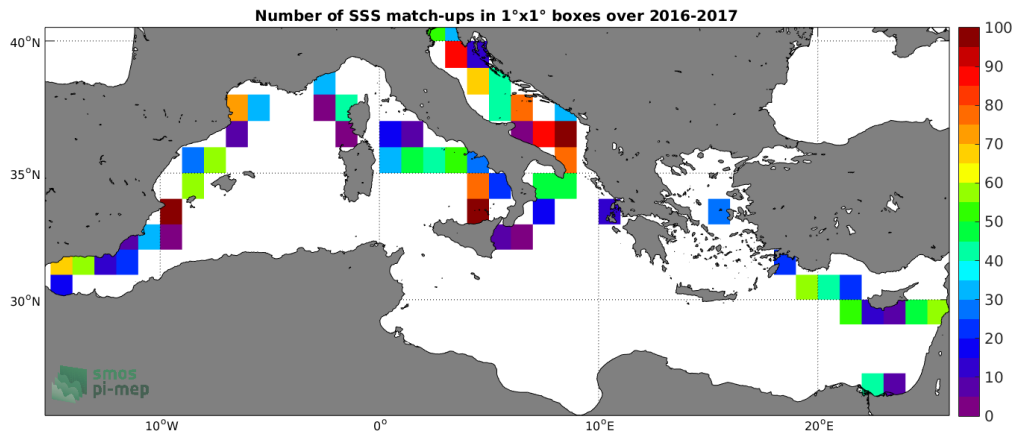 Number of SSS match-ups in 1°x1° boxes over 2016-2017
40°N
35°N
30°N
10°W
0°
10°E
20°E
100
90
80
70
60
50
40
30
20
10
0
smos
pi-mep